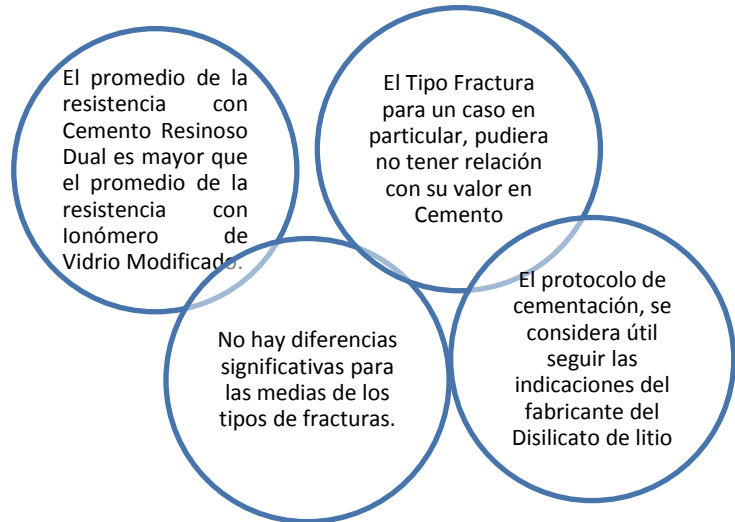 El promedio de la
resistencia con
Cemento Resinoso
Dual es mayor que
el promedio de la
resistencia con
Ionómero de
Vidrio Modificado.
El Tipo Fractura
para un caso en
particular, pudiera
no tener relación
con su valor en
Cemento
No hay diferencias
significativas para
las medias de los
tipos de fracturas.
El protocolo de
cementación, se
considera útil
seguir las
indicaciones del
fabricante del
Disilicato de litio